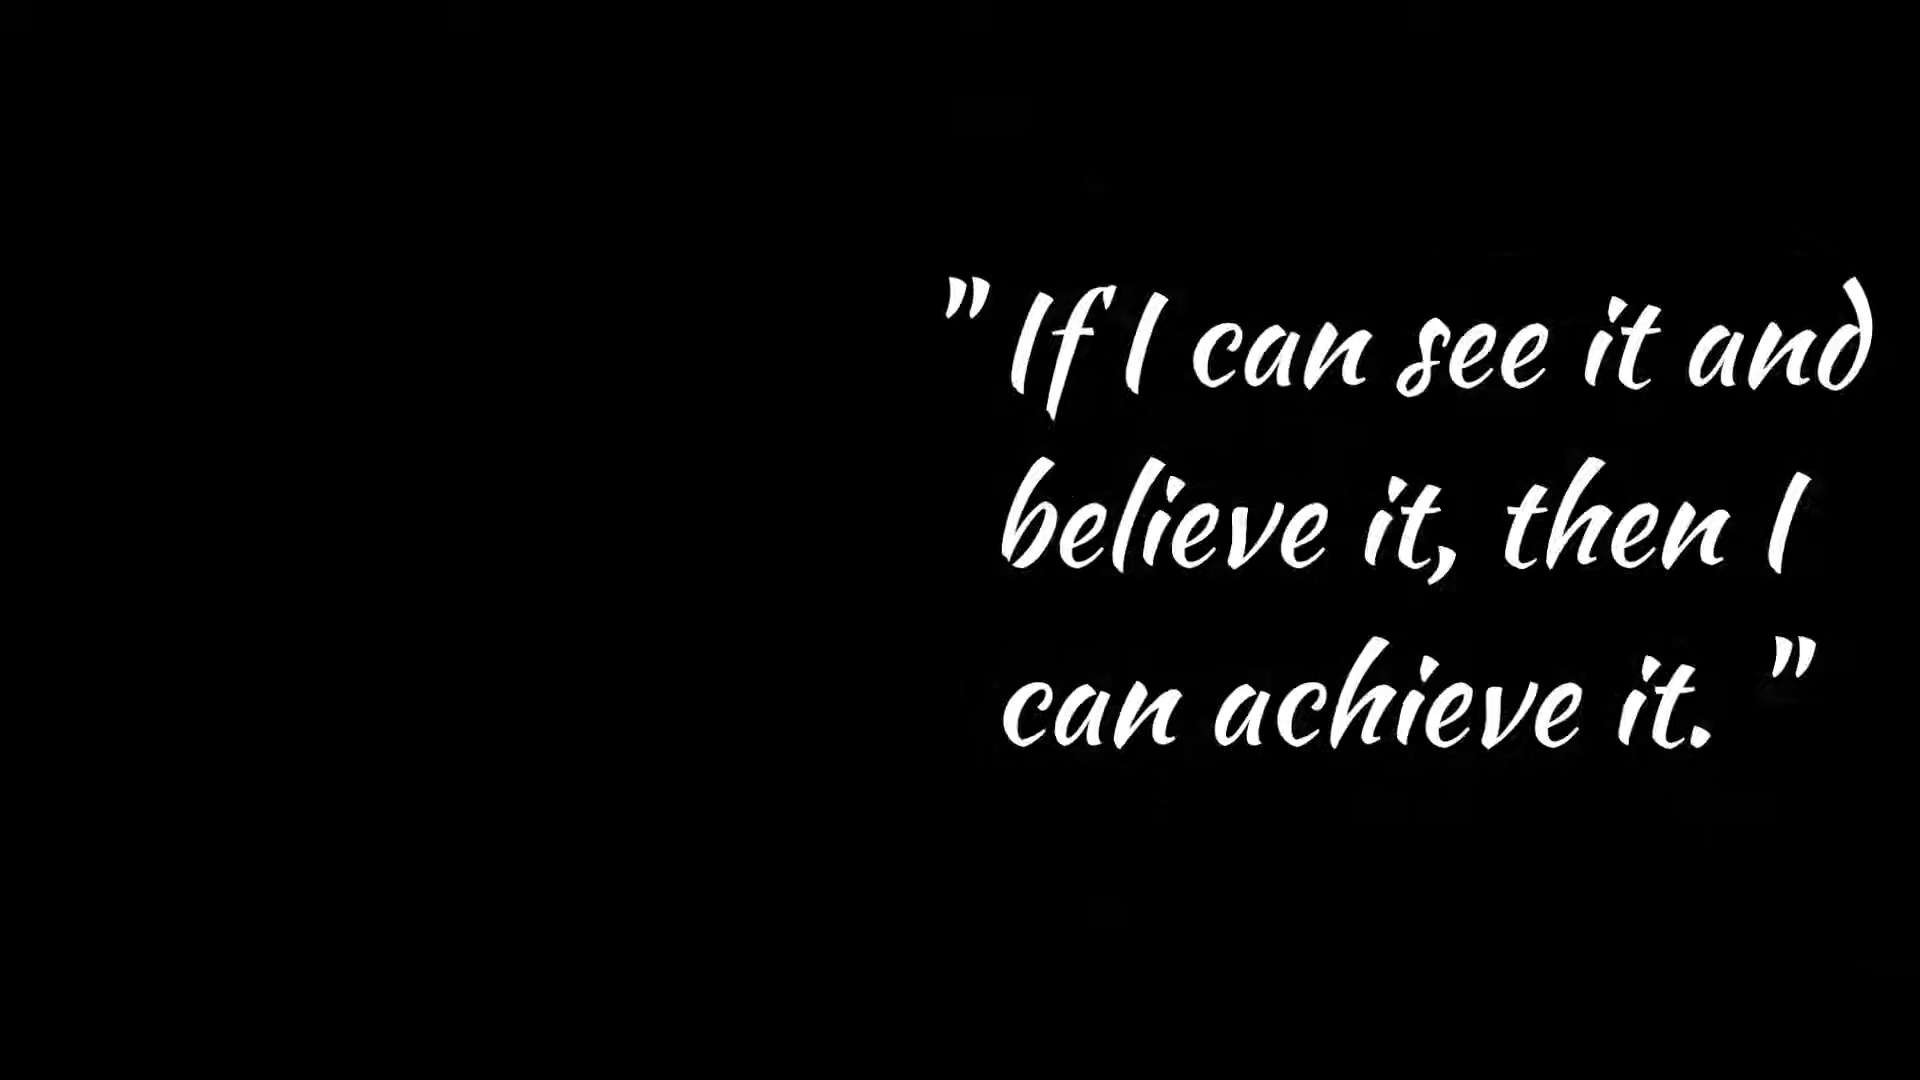 " If I can see it and
believe it, then I
can achieve it. "